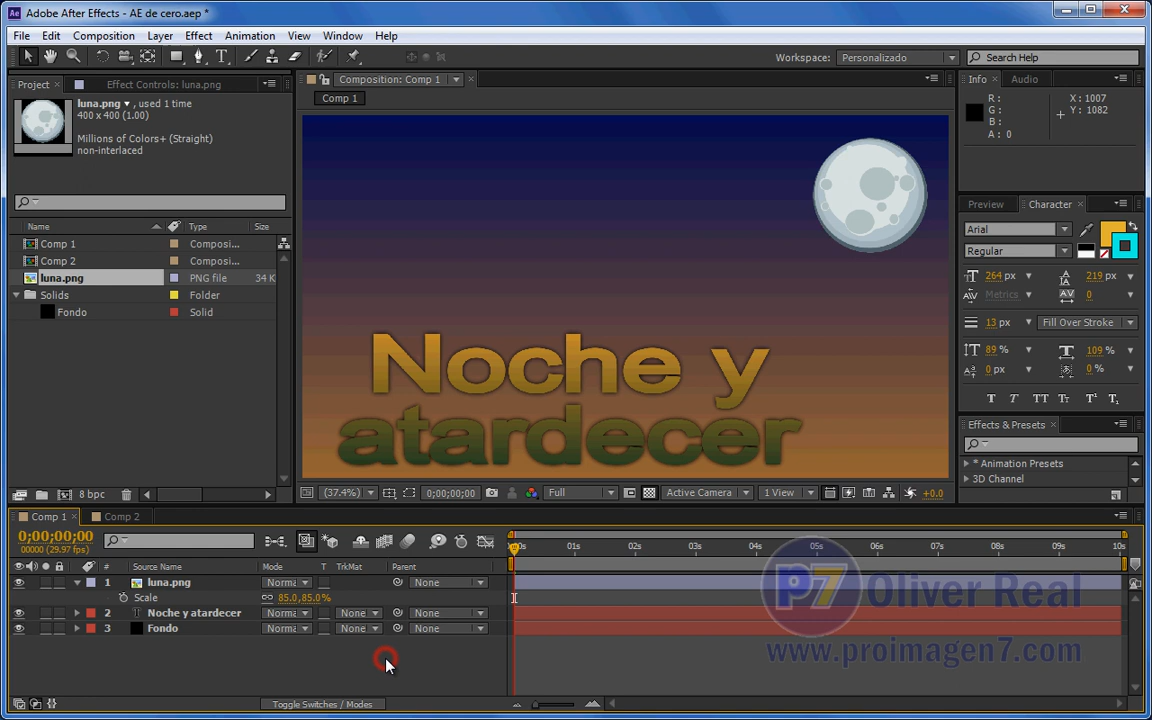 Adobe After Effects - AE de cero.aep *
File Edit Composition Layer Effect Animation View Window Help
Workspace: Personalizado Search Help
Project Effect Controls: luna.png
luna.png , used 1 time
400 x 400 (1.00)
Millions of Colors+ (Straight)
non-interlaced
Name Type Size
Comp 1 Composi...
Comp 2 Composi...
luna.png PNG file 34 K
Solids Folder
Fondo Solid
8 bpc
Composition: Comp 1
Comp 1
Noche y
atardecer
(37.4%) 0;00;00;00 Full Active Camera 1 View +0.0
Info Audio
R: X: 1007
G: Y: 1082
B:
A: 0
Preview Character
Arial
Regular
264 px 219 px
Metrics 0
13 px Fill Over Stroke
89 % 109 %
0 px 0 %
T T TT Tt T¹ T₁
Effects & Presets
* Animation Presets
3D Channel
Comp 1 Comp 2
0;00;00;00
00000 (29.97 fps)
00s 01s 02s 03s 04s 05s 06s 07s 08s 09s 10s
# Source Name Mode T TrkMat Parent
1 luna.png Norma None
Scale 85.0,85.0%
2 T Noche y atardecer Norma None None
3 Fondo Norma None None
Toggle Switches / Modes
p7 Oliver Real
www.proimagen7.com